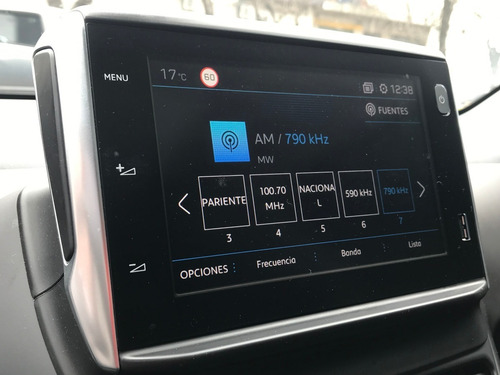 MENU
17 °C
60
12:38
FUENTES
AM / 790 kHz
MW
PARIENTE
100.70
MHz
NACIONA
L
590 kHz
790 kHz
3
4
5
6
7
OPCIONES
Frecuencia
Banda
Lista